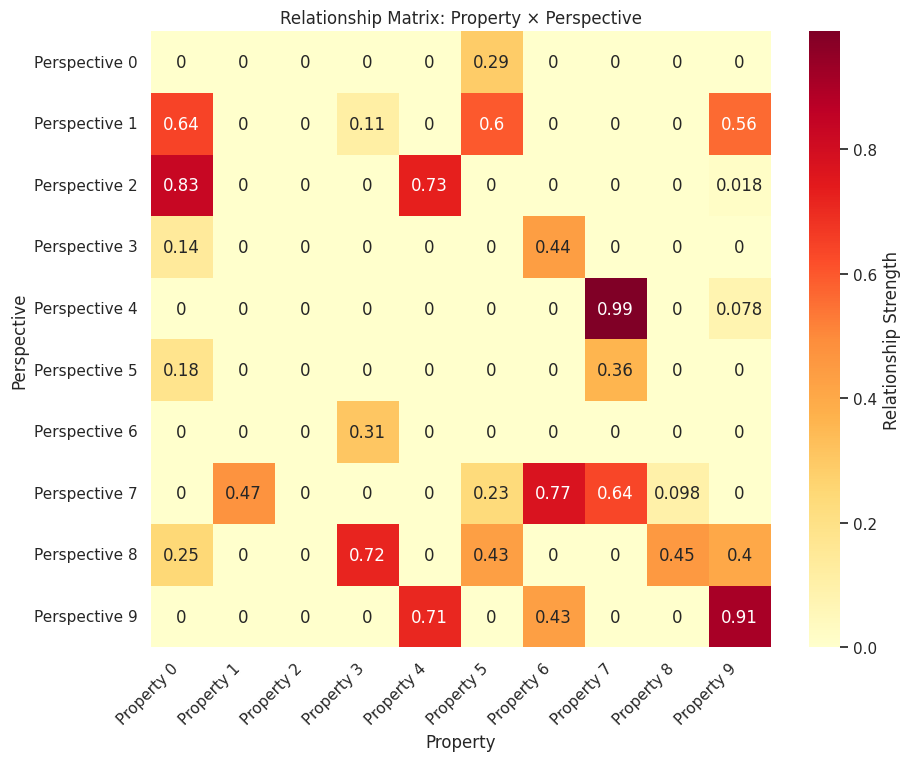 Relationship Matrix: Property × Perspective
Perspective 0 0 0 0 0 0 0.29 0 0 0 0
Perspective 1 0.64 0 0 0.11 0 0.6 0 0 0 0.56
Perspective 2 0.83 0 0 0 0.73 0 0 0 0 0.018
Perspective 3 0.14 0 0 0 0 0 0.44 0 0 0
Perspective 4 0 0 0 0 0 0 0 0.99 0 0.078
Perspective 5 0.18 0 0 0 0 0 0 0.36 0 0
Perspective 6 0 0 0 0.31 0 0 0 0 0 0
Perspective 7 0 0.47 0 0 0 0.23 0.77 0.64 0.098 0
Perspective 8 0.25 0 0 0.72 0 0.43 0 0 0.45 0.4
Perspective 9 0 0 0 0 0.71 0 0.43 0 0 0.91
Property 0 Property 1 Property 2 Property 3 Property 4 Property 5 Property 6 Property 7 Property 8 Property 9
Property
Perspective
0.8
0.6
0.4
0.2
0.0
Relationship Strength